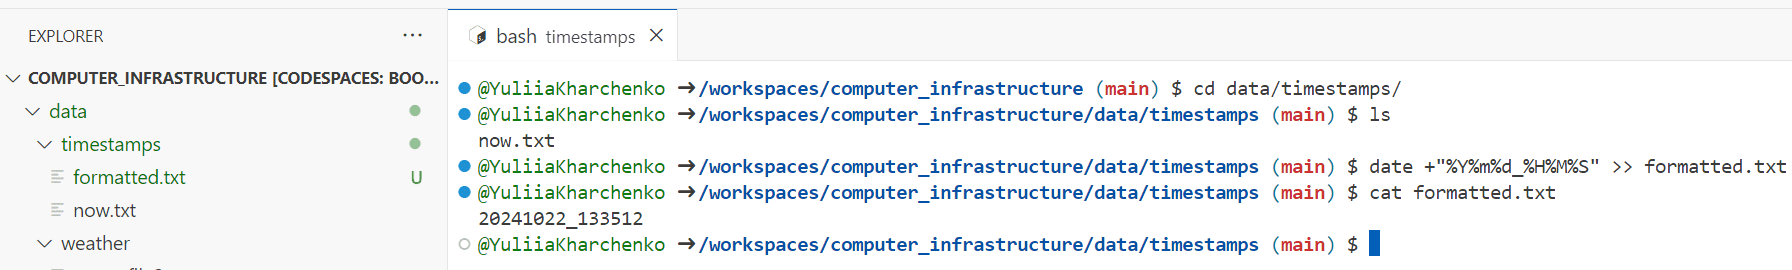 EXPLORER ...
COMPUTER_INFRASTRUCTURE [CODESPACES: BOO...
data
timestamps
formatted.txt U
now.txt
weather
bash timestamps
@YuliiaKharchenko ➜/workspaces/computer_infrastructure (main) $ cd data/timestamps/
@YuliiaKharchenko ➜/workspaces/computer_infrastructure/data/timestamps (main) $ ls
now.txt
@YuliiaKharchenko ➜/workspaces/computer_infrastructure/data/timestamps (main) $ date +"%Y%m%d_%H%M%S" >> formatted.txt
@YuliiaKharchenko ➜/workspaces/computer_infrastructure/data/timestamps (main) $ cat formatted.txt
20241022_133512
@YuliiaKharchenko ➜/workspaces/computer_infrastructure/data/timestamps (main) $